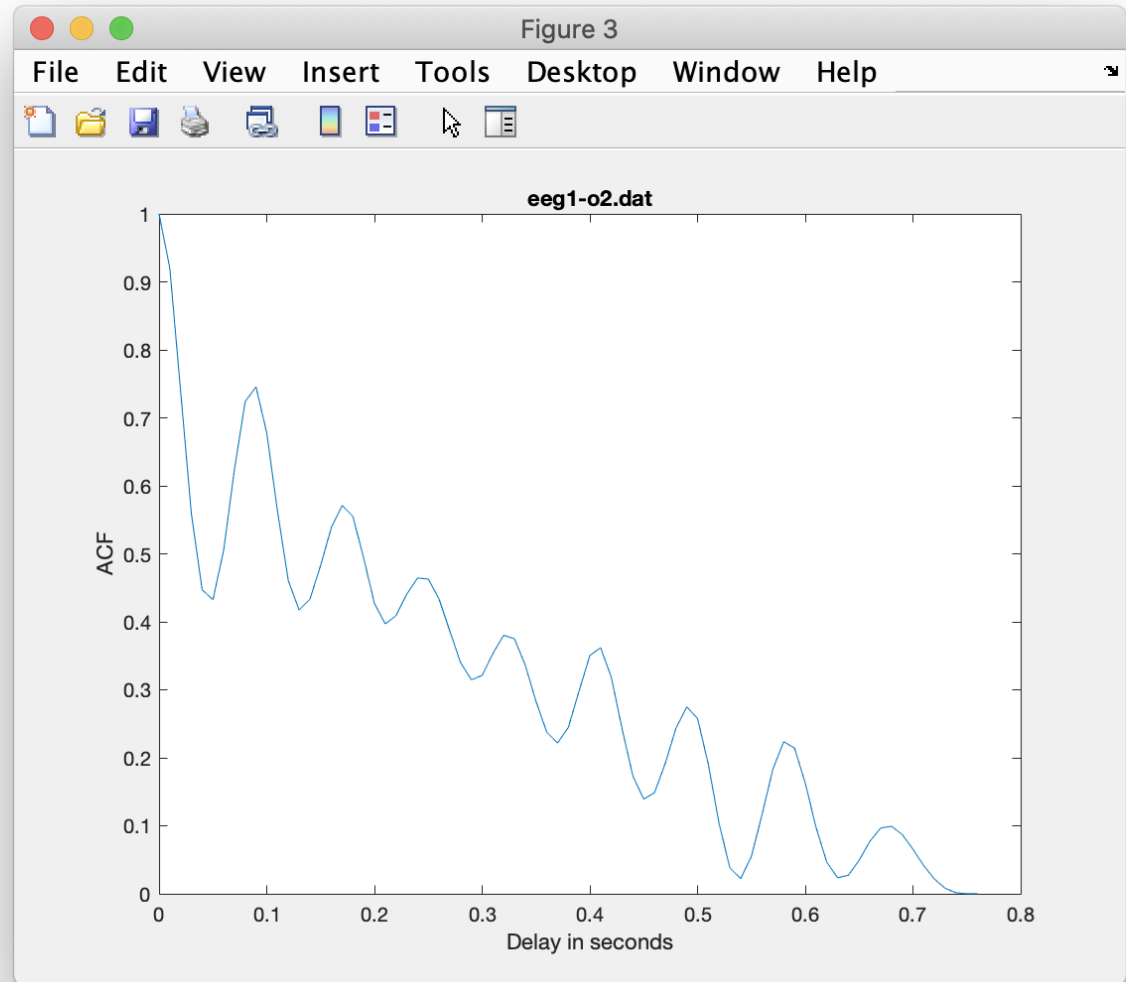 Figure 3
File Edit View Insert Tools Desktop Window Help
eeg1-o2.dat
1
0.9
0.8
0.7
0.6
0.5
0.4
0.3
0.2
0.1
0
ACF
0 0.1 0.2 0.3 0.4 0.5 0.6 0.7 0.8
Delay in seconds